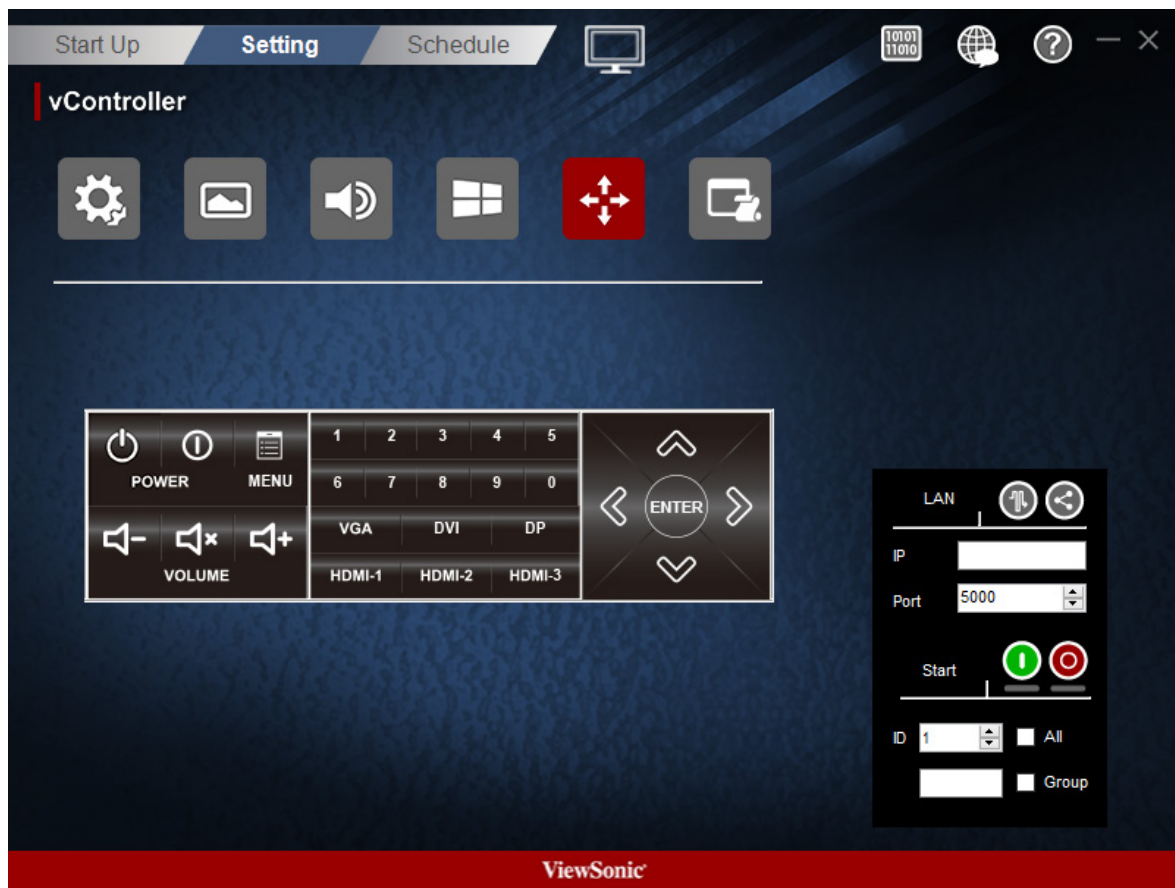 Start Up Setting Schedule
10101
11010
vController
1 2 3 4 5
POWER MENU
6 7 8 9 0
VGA DVI DP
VOLUME
HDMI-1 HDMI-2 HDMI-3
ENTER
LAN
IP
Port 5000
Start
ID 1 All
Group
ViewSonic